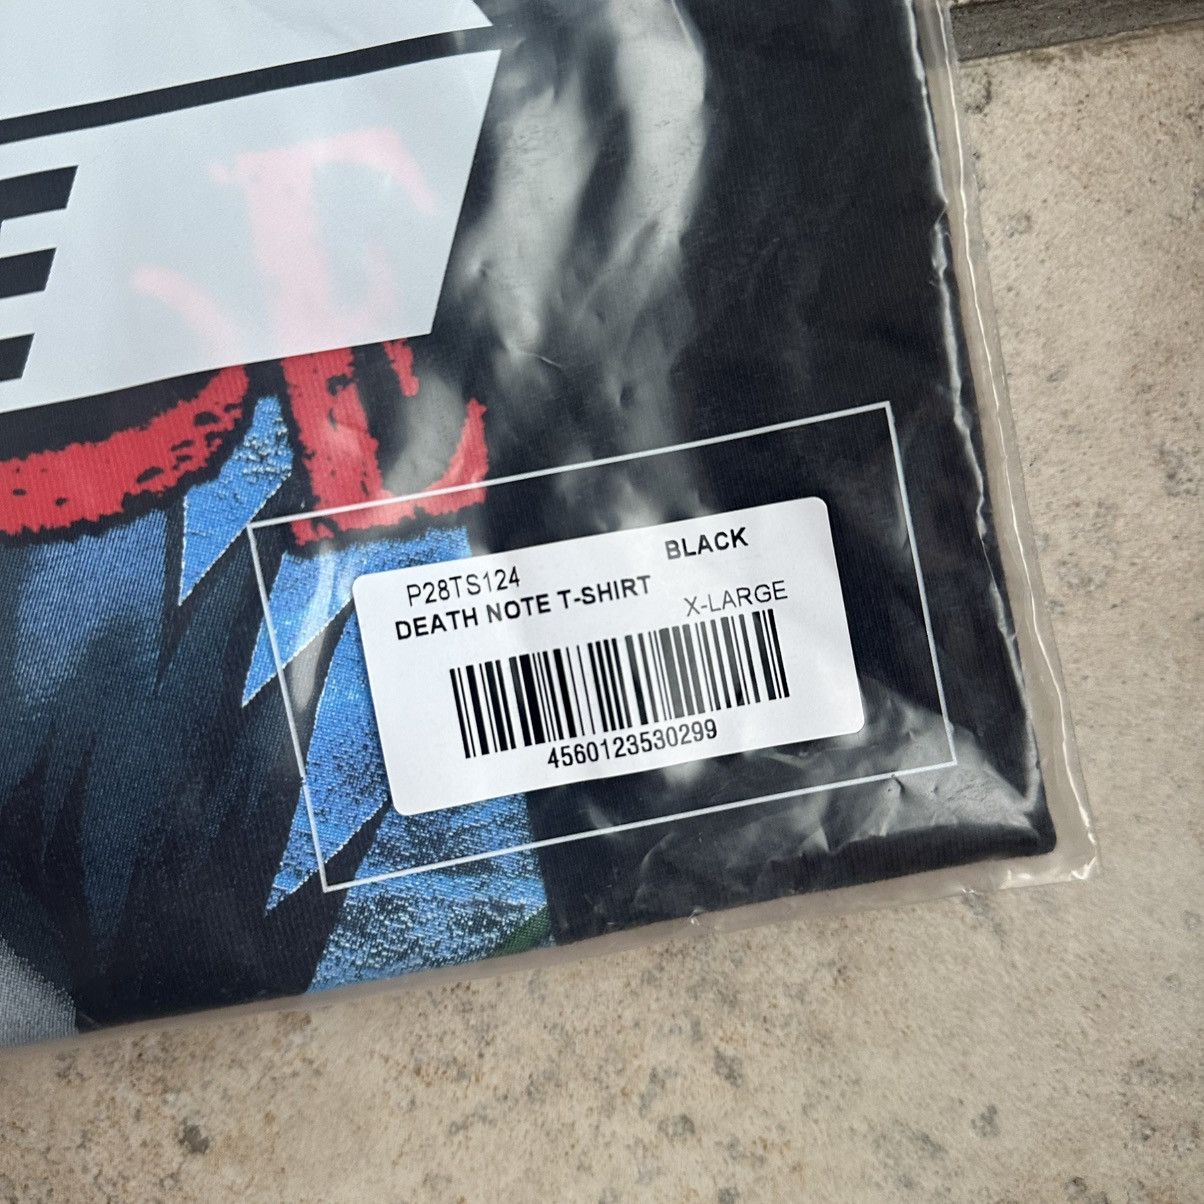 P28TS124 BLACK
DEATH NOTE T-SHIRT X-LARGE
4560123530299